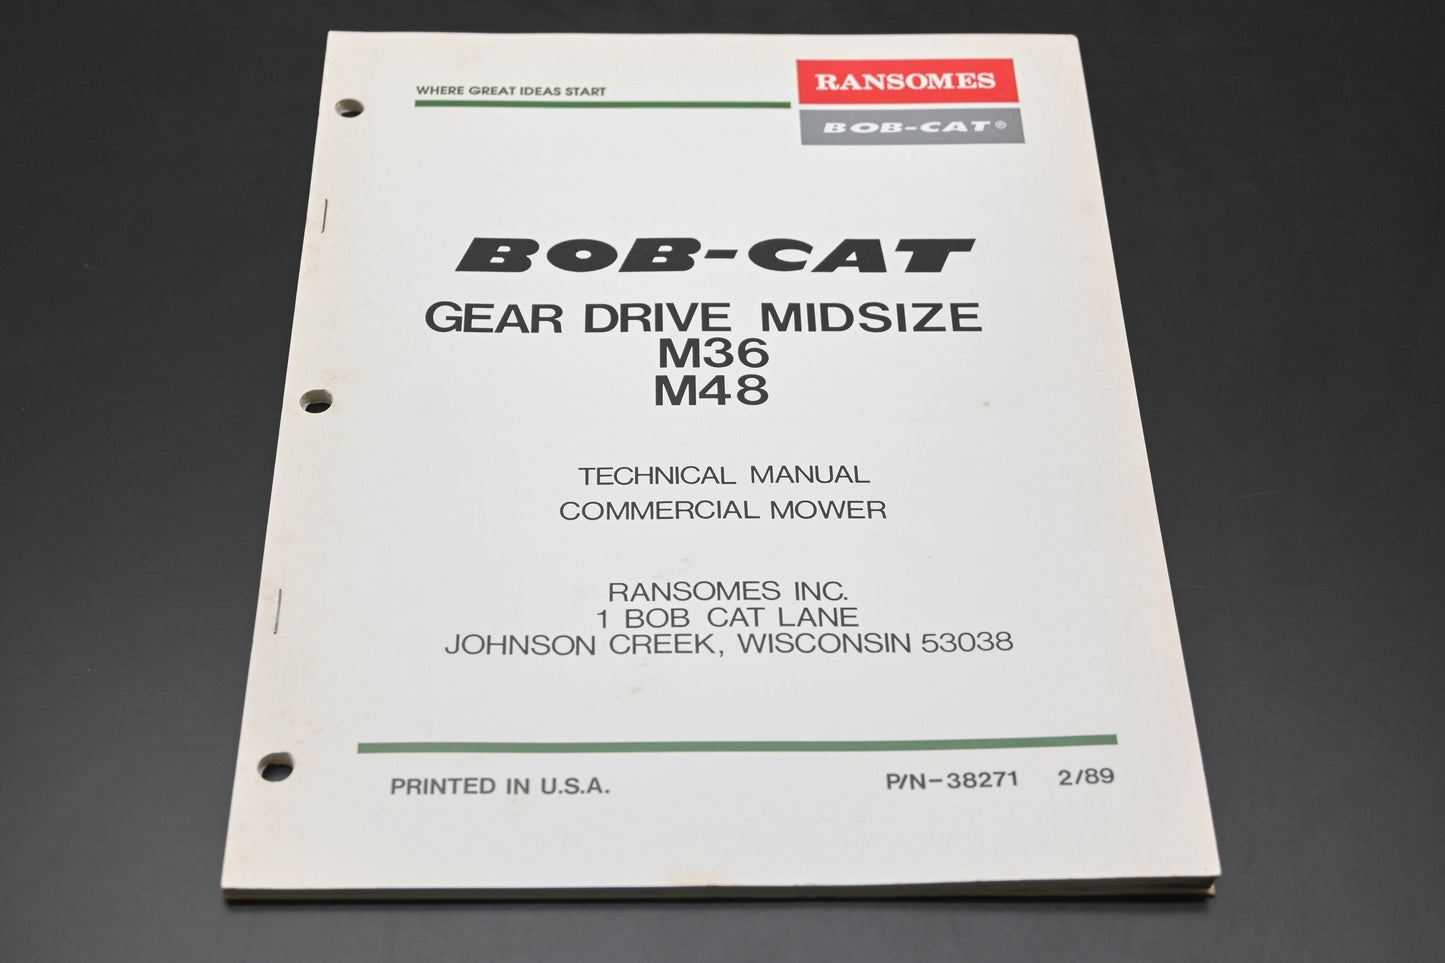 WHERE GREAT IDEAS START
RANSOMES
BOB-CAT®
BOB-CAT
GEAR DRIVE MIDSIZE
M36
M48
TECHNICAL MANUAL
COMMERCIAL MOWER
RANSOMES INC.
1 BOB CAT LANE
JOHNSON CREEK, WISCONSIN 53038
PRINTED IN U.S.A. P/N-38271 2/89